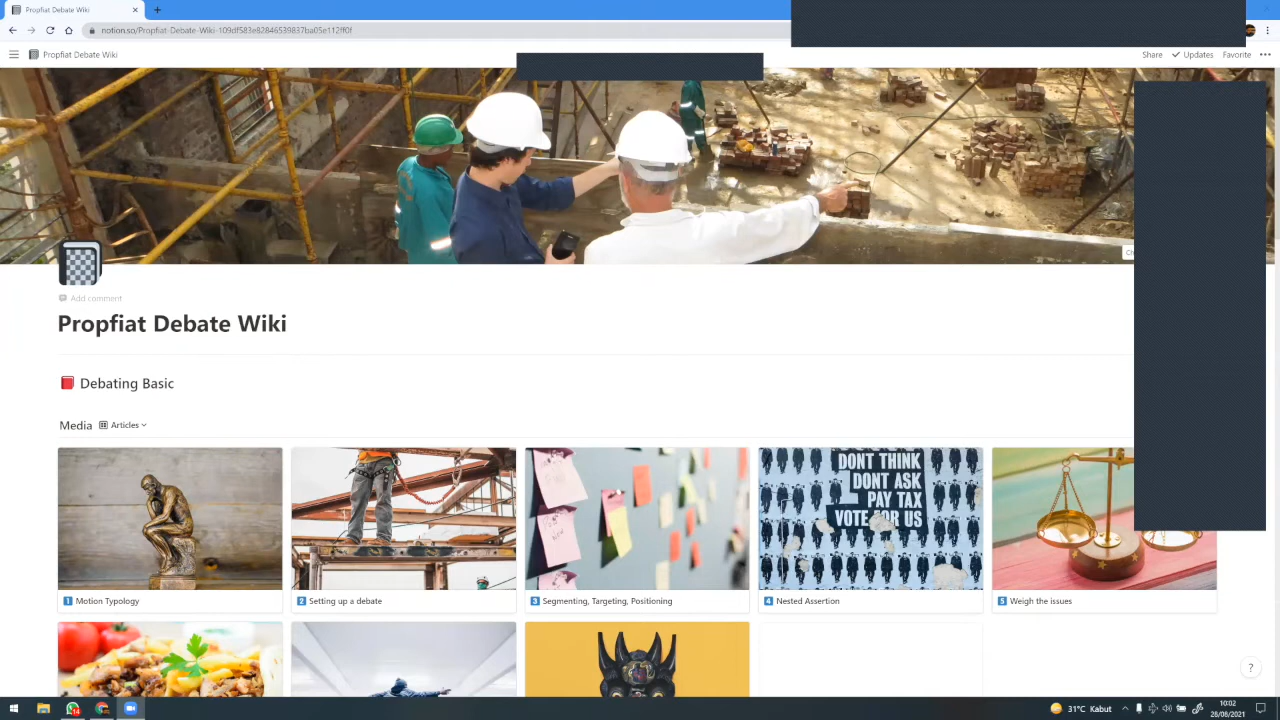 Propfiat Debate Wiki
notion.so/Propfiat-Debate-Wiki-109df583e82846539837ba05e112ff0f
Propfiat Debate Wiki
Share
Updates
Favorite
Add comment
Propfiat Debate Wiki
Debating Basic
Media
Articles
DONT THINK
DONT ASK
PAY TAX
VOTE FOR US
1 Motion Typology
2 Setting up a debate
3 Segmenting, Targeting, Positioning
4 Nested Assertion
5 Weigh the issues
?
14
31°C Kabut
10:02
28/08/2021